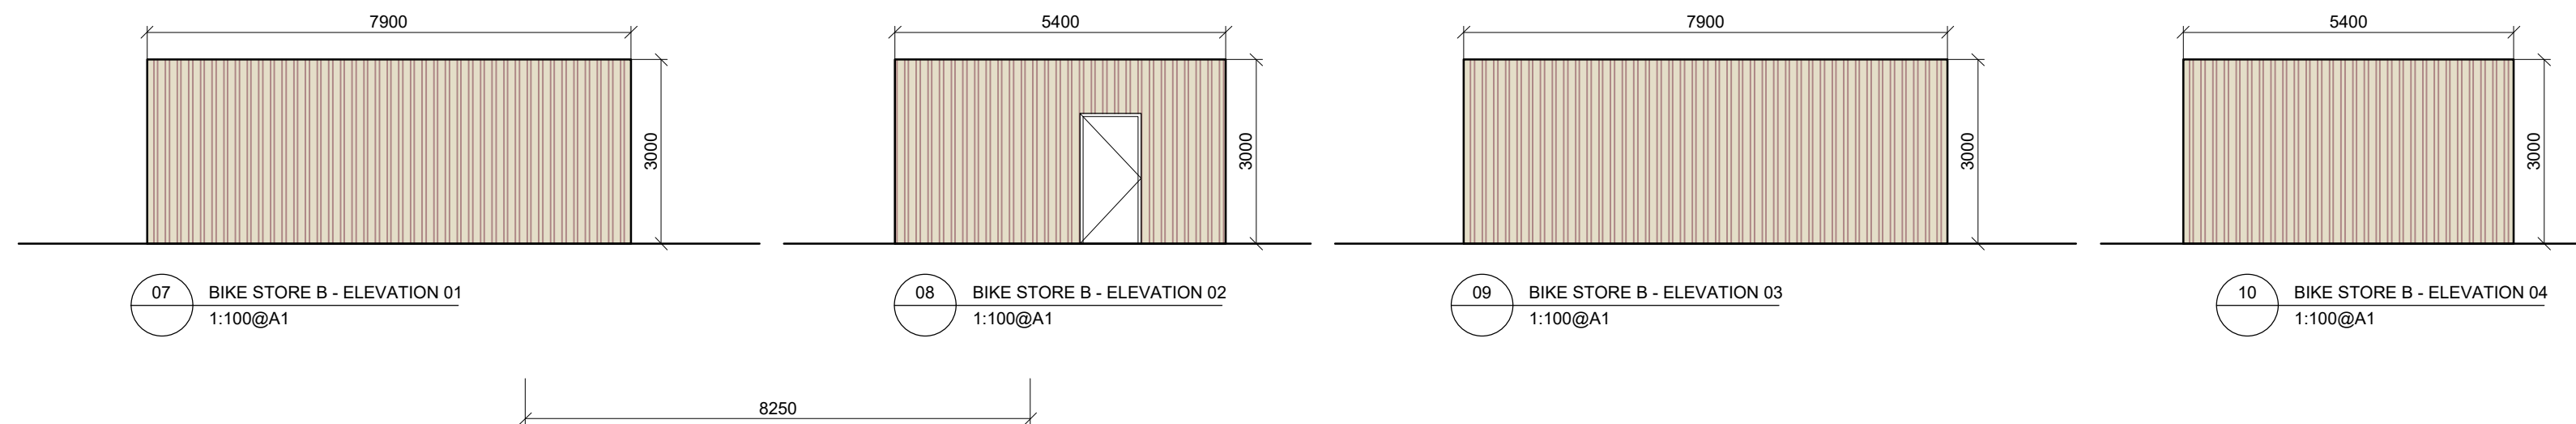 7900
5400
7900
5400
3000
3000
3000
3000
07
BIKE STORE B - ELEVATION 01
1:100@A1
08
BIKE STORE B - ELEVATION 02
1:100@A1
09
BIKE STORE B - ELEVATION 03
1:100@A1
10
BIKE STORE B - ELEVATION 04
1:100@A1
8250